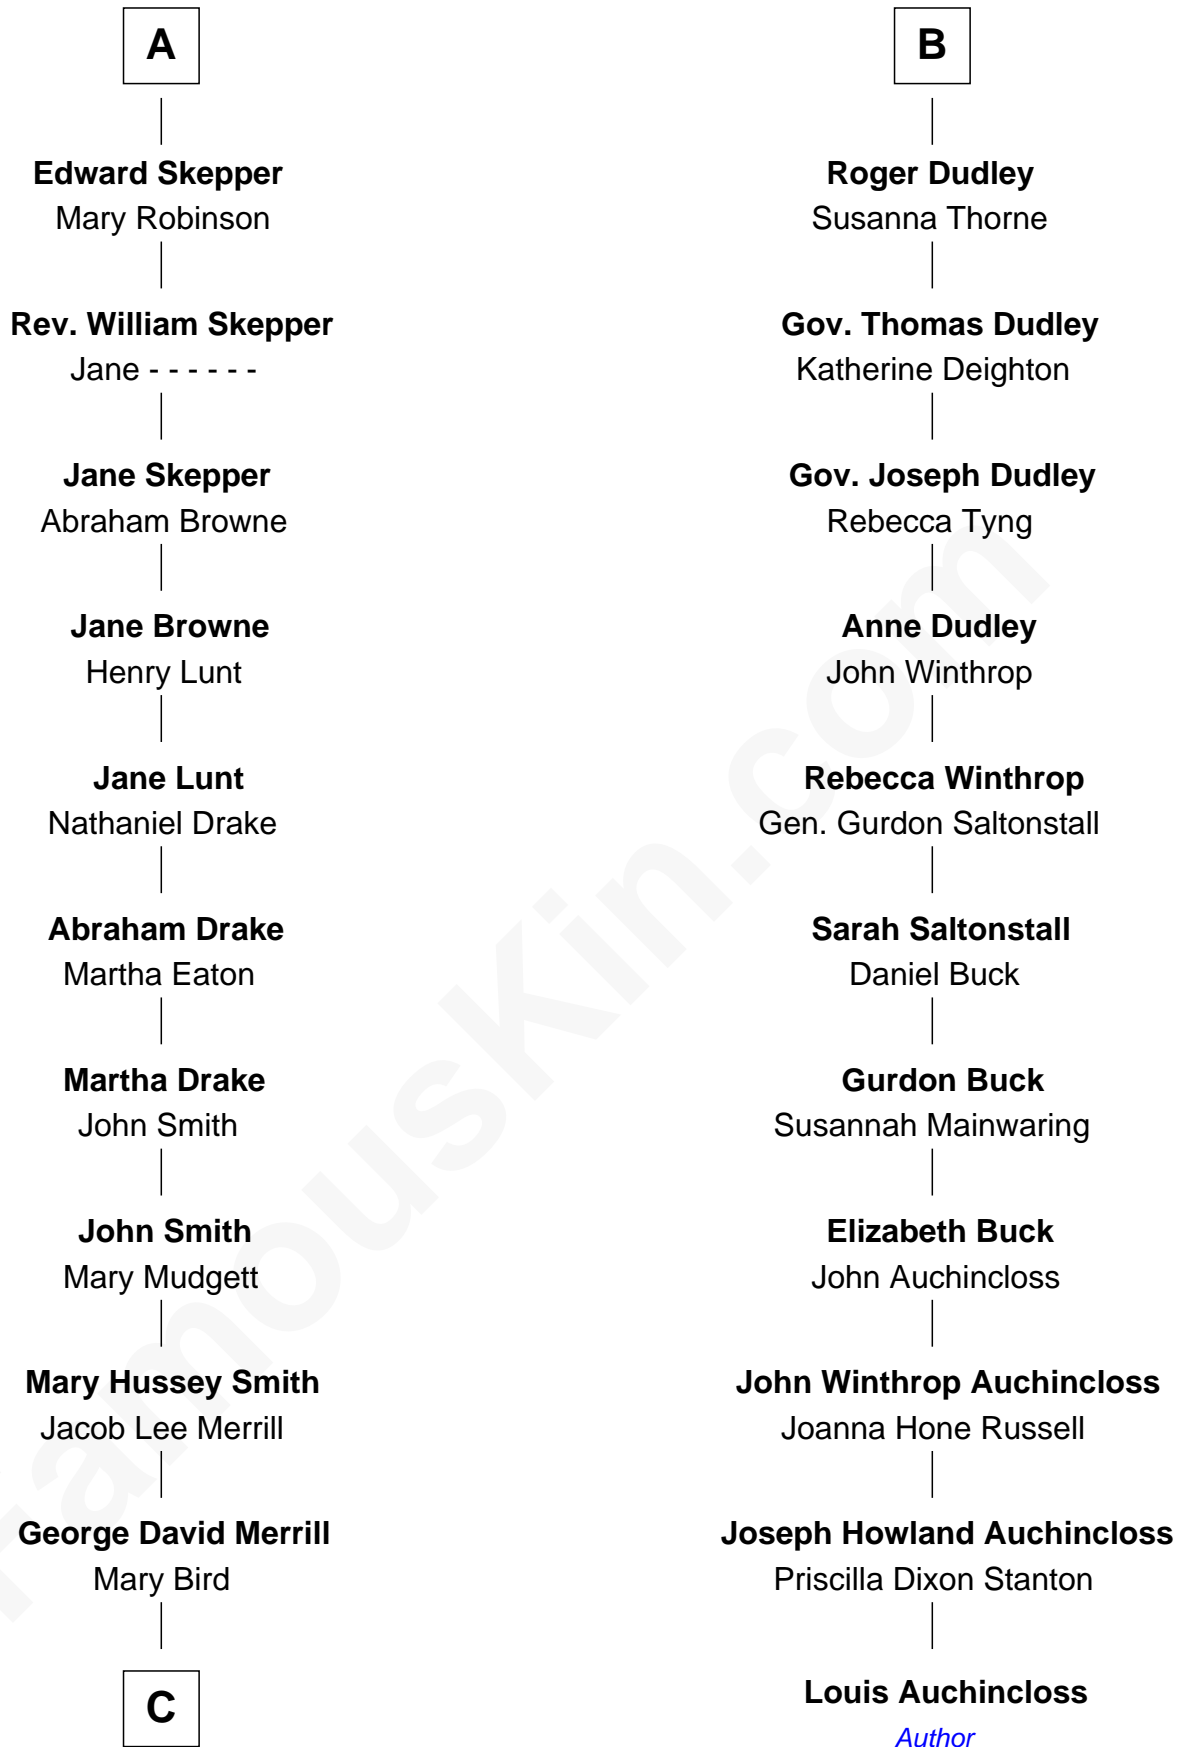 A
Edward Skepper
Mary Robinson
Rev. William Skepper
Jane - - - - - -
Jane Skepper
Abraham Browne
Jane Browne
Henry Lunt
Jane Lunt
Nathaniel Drake
Abraham Drake
Martha Eaton
Martha Drake
John Smith
John Smith
Mary Mudgett
Mary Hussey Smith
Jacob Lee Merrill
George David Merrill
Mary Bird
C
B
Roger Dudley
Susanna Thorne
Gov. Thomas Dudley
Katherine Deighton
Gov. Joseph Dudley
Rebecca Tyng
Anne Dudley
John Winthrop
Rebecca Winthrop
Gen. Gurdon Saltonstall
Sarah Saltonstall
Daniel Buck
Gurdon Buck
Susannah Mainwaring
Elizabeth Buck
John Auchincloss
John Winthrop Auchincloss
Joanna Hone Russell
Joseph Howland Auchincloss
Priscilla Dixon Stanton
Louis Auchincloss
Author
FamousKin.com